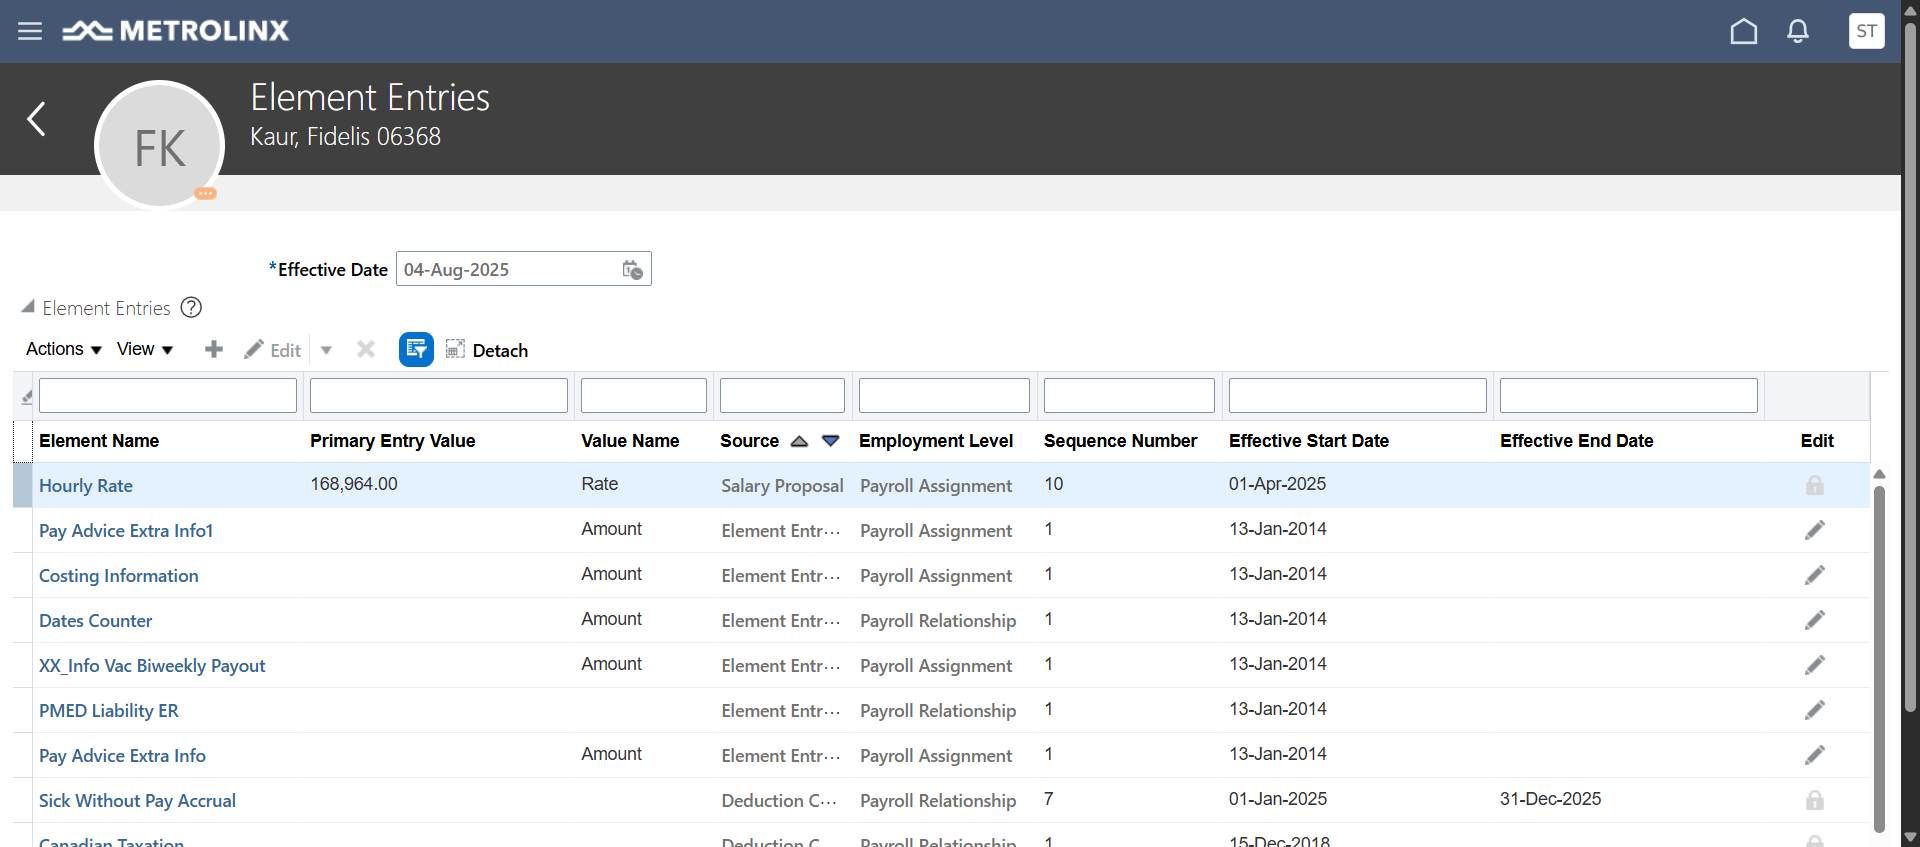 METROLINX
ST
Element Entries
Kaur, Fidelis 06368
FK
*Effective Date 04-Aug-2025
Element Entries ?
Actions View Edit Detach
Element Name Primary Entry Value Value Name Source Employment Level Sequence Number Effective Start Date Effective End Date Edit
Hourly Rate 168,964.00 Rate Salary Proposal Payroll Assignment 10 01-Apr-2025
Pay Advice Extra Info1 Amount Element Entr... Payroll Assignment 1 13-Jan-2014
Costing Information Amount Element Entr... Payroll Assignment 1 13-Jan-2014
Dates Counter Amount Element Entr... Payroll Relationship 1 13-Jan-2014
XX_Info Vac Biweekly Payout Amount Element Entr... Payroll Assignment 1 13-Jan-2014
PMED Liability ER Element Entr... Payroll Relationship 1 13-Jan-2014
Pay Advice Extra Info Amount Element Entr... Payroll Assignment 1 13-Jan-2014
Sick Without Pay Accrual Deduction C... Payroll Relationship 7 01-Jan-2025 31-Dec-2025
Canadian Taxation Deduction C... Payroll Relationship 1 15-Dec-2018